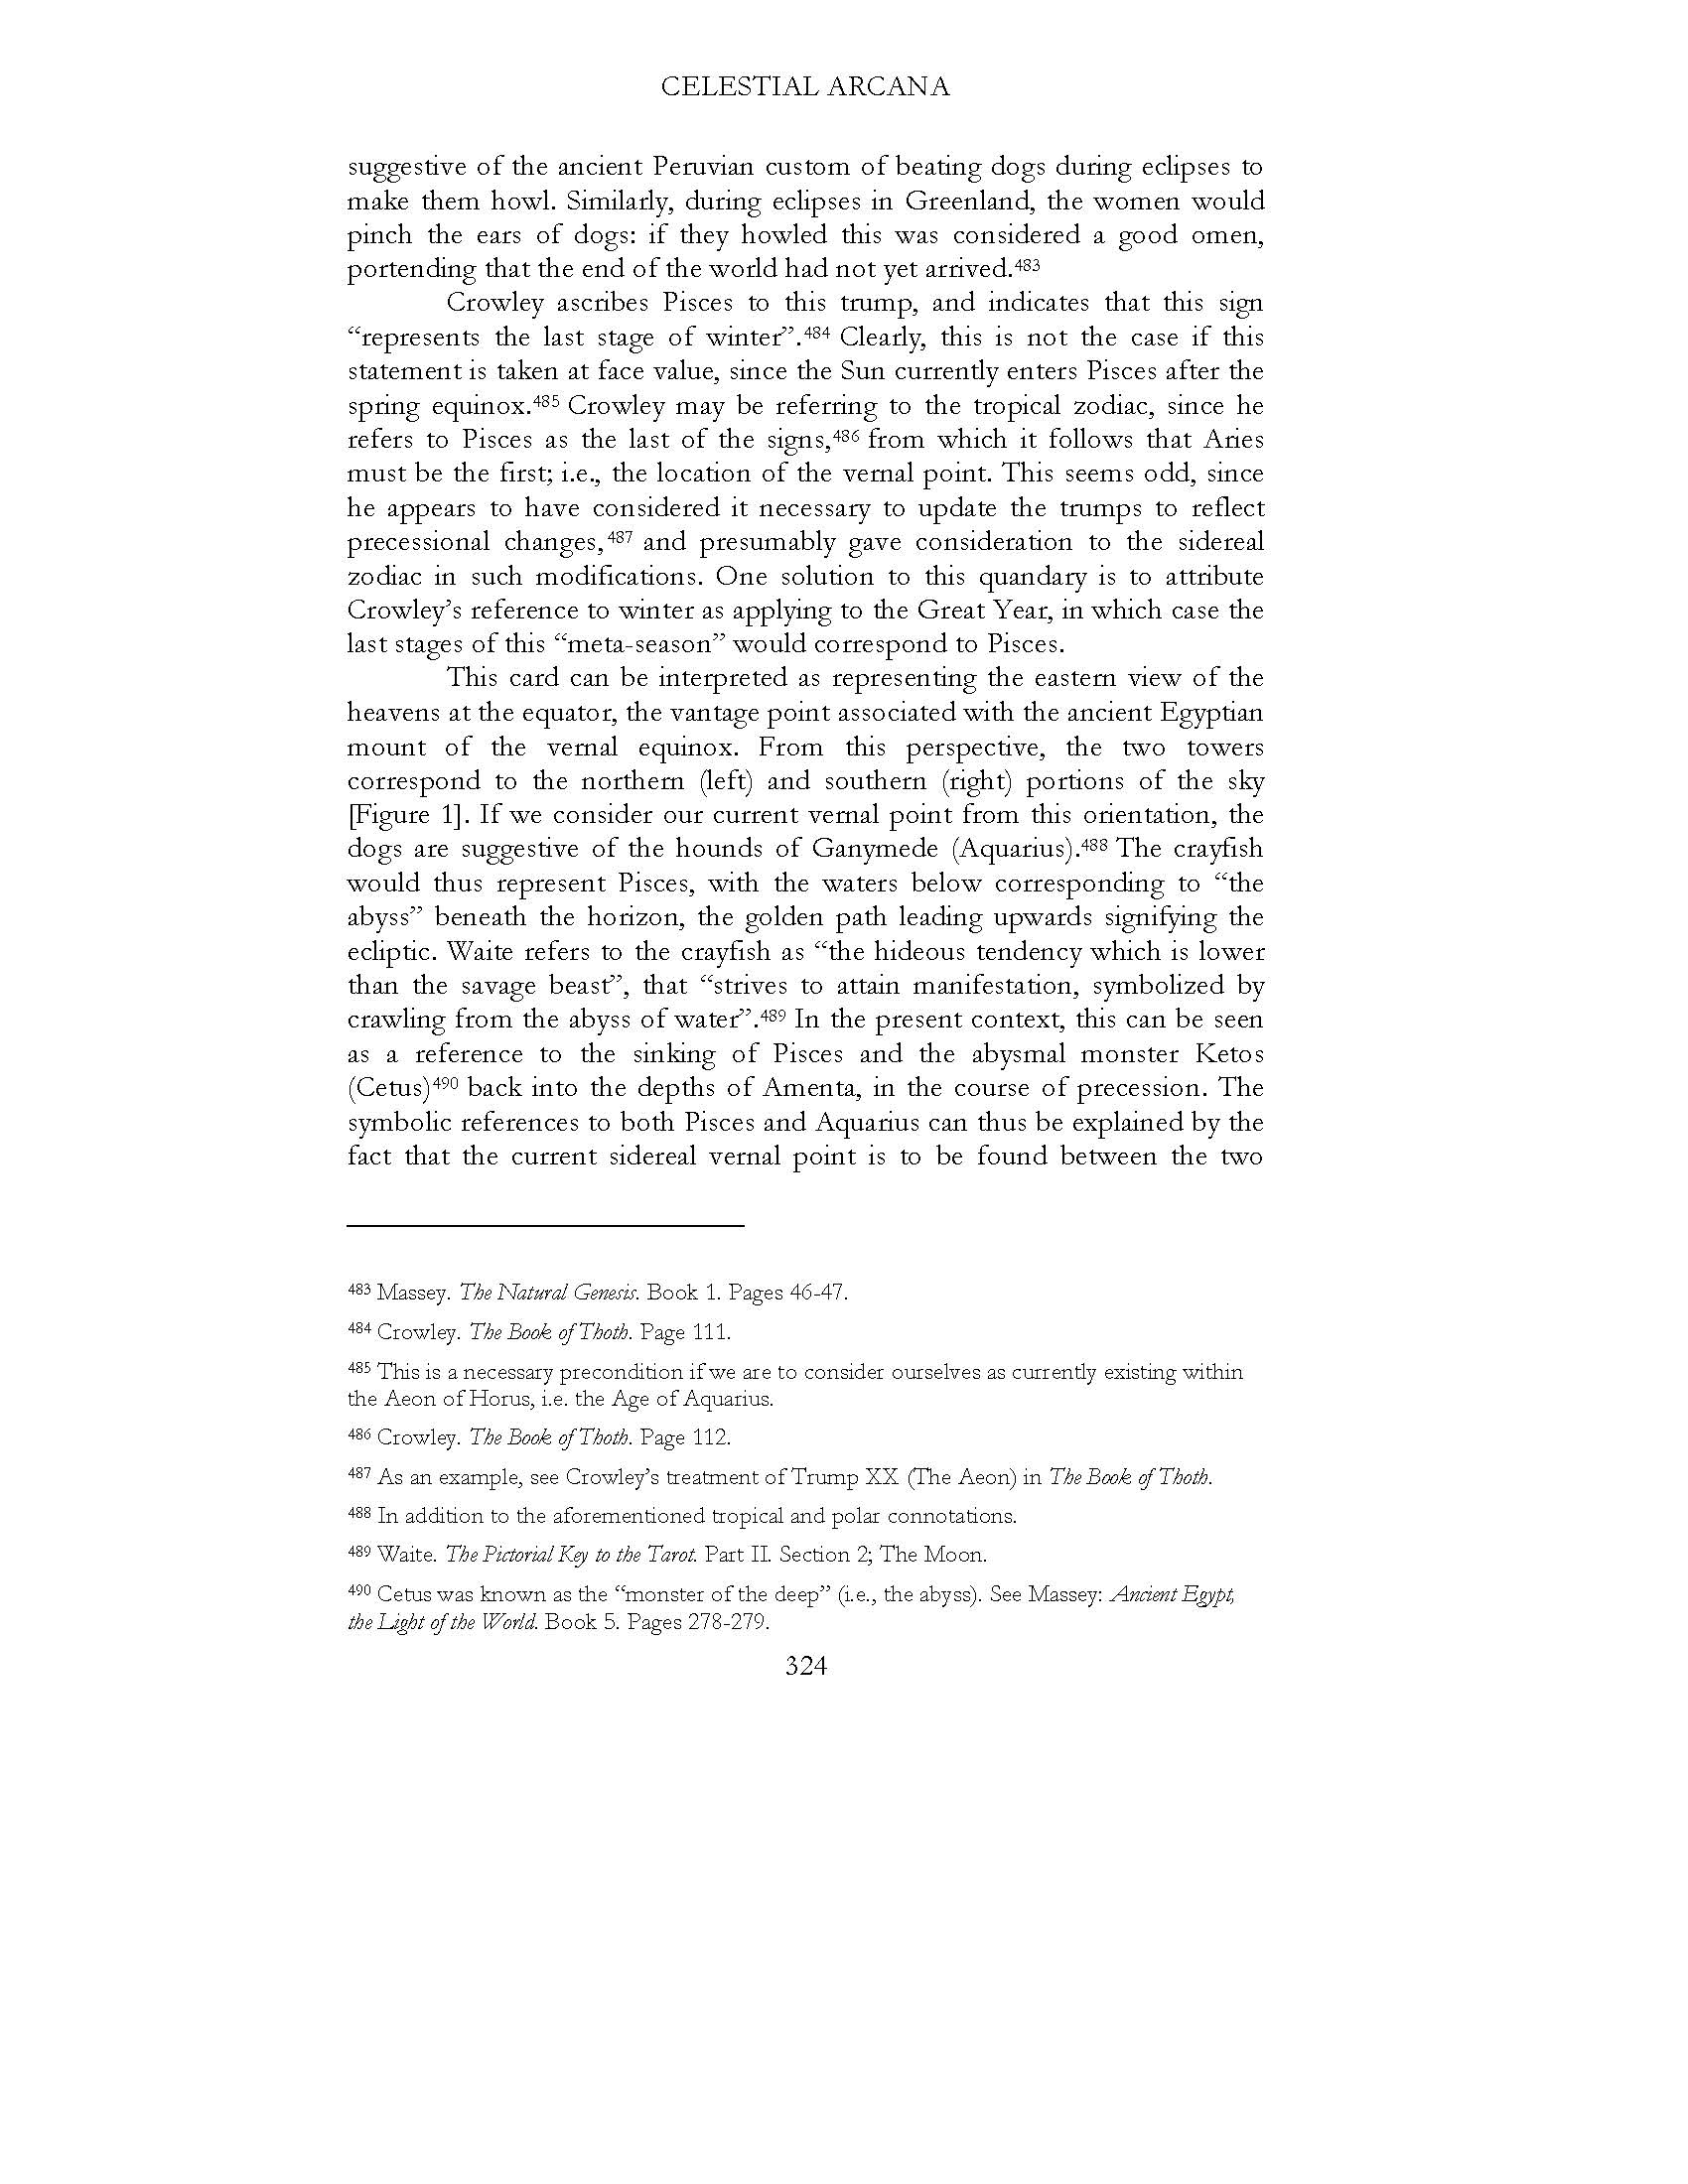 CELESTIAL ARCANA
suggestive of the ancient Peruvian custom of beating dogs during eclipses to
make them howl. Similarly, during eclipses in Greenland, the women would
pinch the ears of dogs: if they howled this was considered a good omen,
portending that the end of the world had not yet arrived.483
Crowley ascribes Pisces to this trump, and indicates that this sign
“represents the last stage of winter”.484 Clearly, this is not the case if this
statement is taken at face value, since the Sun currently enters Pisces after the
spring equinox.485 Crowley may be referring to the tropical zodiac, since he
refers to Pisces as the last of the signs,486 from which it follows that Aries
must be the first; i.e., the location of the vernal point. This seems odd, since
he appears to have considered it necessary to update the trumps to reflect
precessional changes,487 and presumably gave consideration to the sidereal
zodiac in such modifications. One solution to this quandary is to attribute
Crowley’s reference to winter as applying to the Great Year, in which case the
last stages of this “meta-season” would correspond to Pisces.
This card can be interpreted as representing the eastern view of the
heavens at the equator, the vantage point associated with the ancient Egyptian
mount of the vernal equinox. From this perspective, the two towers
correspond to the northern (left) and southern (right) portions of the sky
[Figure 1]. If we consider our current vernal point from this orientation, the
dogs are suggestive of the hounds of Ganymede (Aquarius).488 The crayfish
would thus represent Pisces, with the waters below corresponding to “the
abyss” beneath the horizon, the golden path leading upwards signifying the
ecliptic. Waite refers to the crayfish as “the hideous tendency which is lower
than the savage beast”, that “strives to attain manifestation, symbolized by
crawling from the abyss of water”.489 In the present context, this can be seen
as a reference to the sinking of Pisces and the abysmal monster Ketos
(Cetus)490 back into the depths of Amenta, in the course of precession. The
symbolic references to both Pisces and Aquarius can thus be explained by the
fact that the current sidereal vernal point is to be found between the two
483 Massey. The Natural Genesis. Book 1. Pages 46-47.
484 Crowley. The Book of Thoth. Page 111.
485 This is a necessary precondition if we are to consider ourselves as currently existing within
the Aeon of Horus, i.e. the Age of Aquarius.
486 Crowley. The Book of Thoth. Page 112.
487 As an example, see Crowley’s treatment of Trump XX (The Aeon) in The Book of Thoth.
488 In addition to the aforementioned tropical and polar connotations.
489 Waite. The Pictorial Key to the Tarot. Part II. Section 2; The Moon.
490 Cetus was known as the “monster of the deep” (i.e., the abyss). See Massey: Ancient Egypt,
the Light of the World. Book 5. Pages 278-279.
324